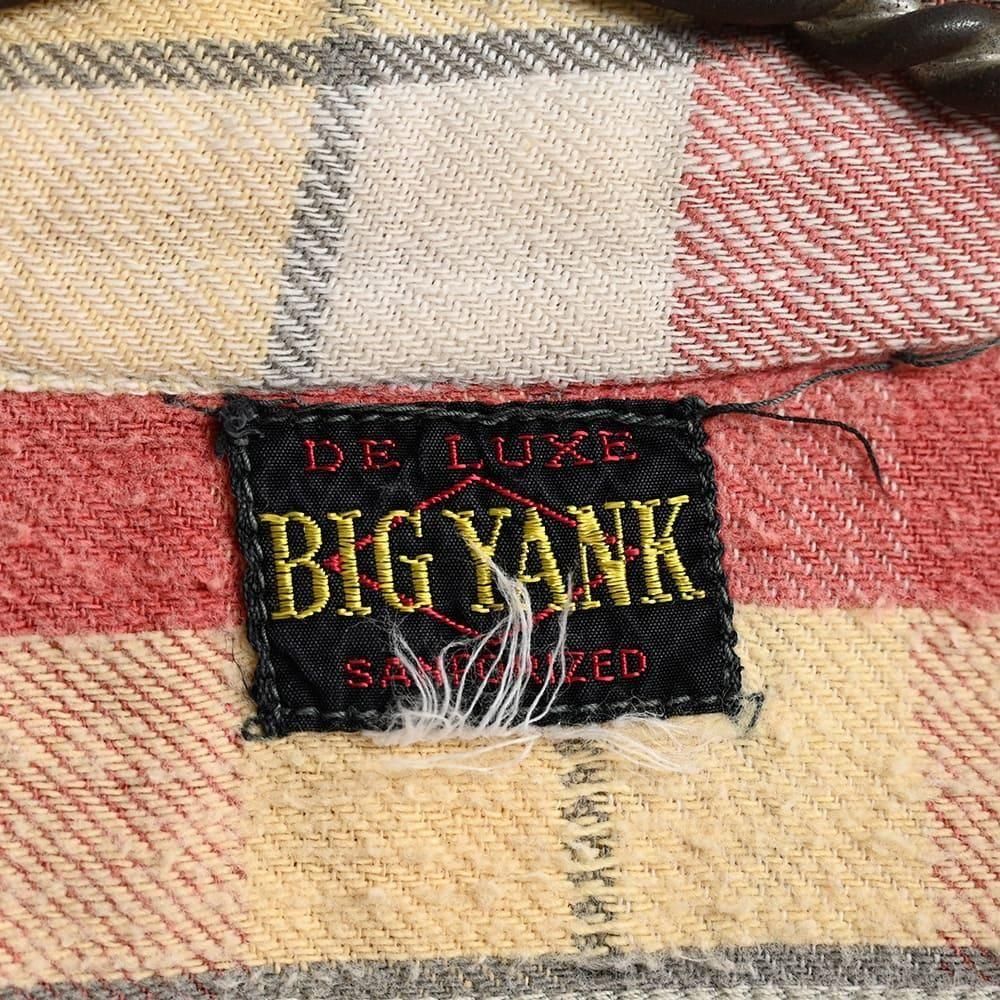 DE LUXE
BIG YANK
SANFORIZED